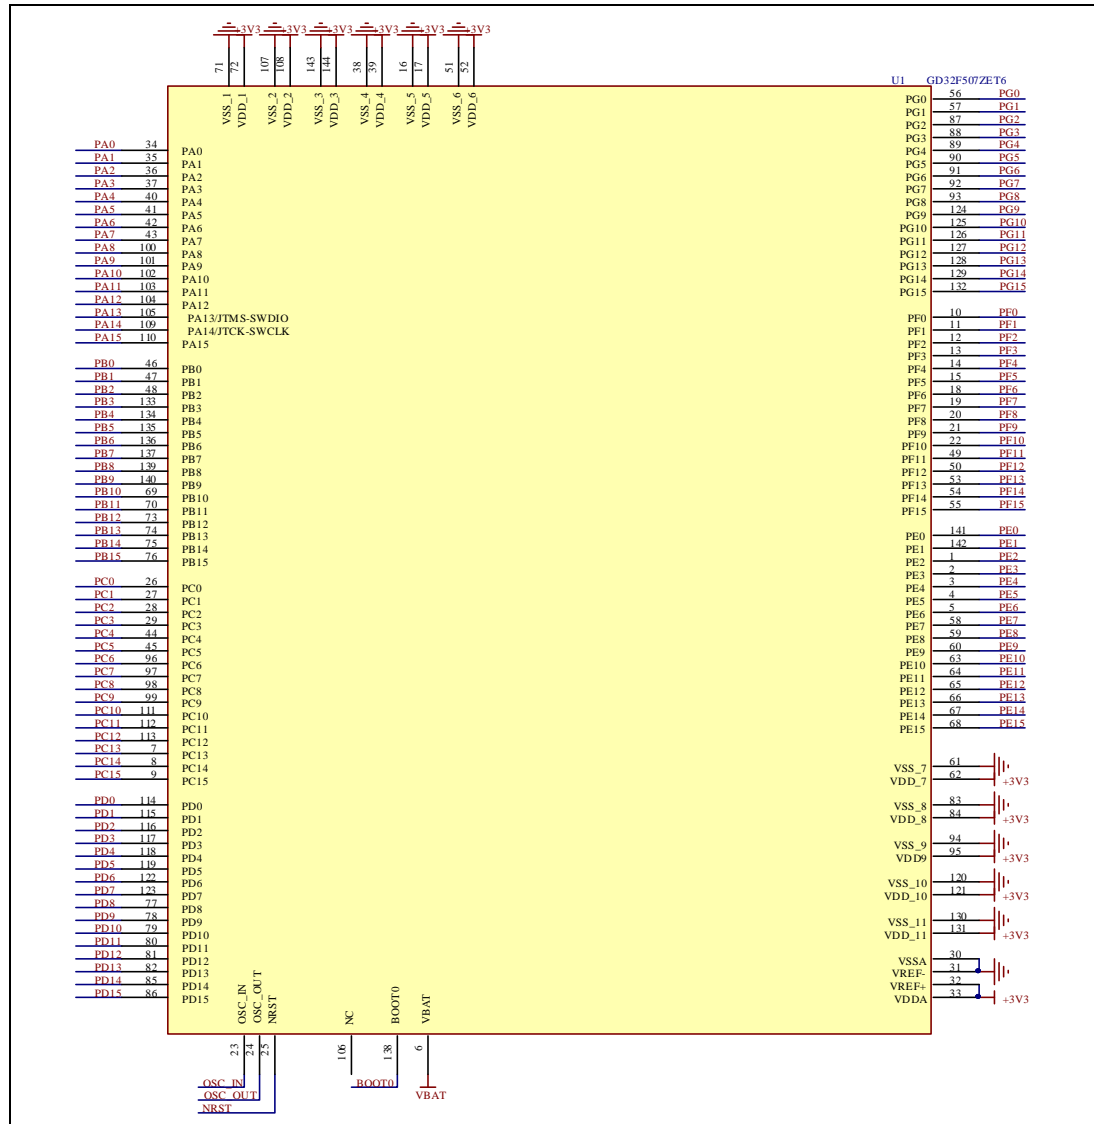 +3V3 +3V3 +3V3 +3V3 +3V3 +3V3
71 72 107 108 143 144 38 39 16 17 51 52
VSS_1 VDD_1 VSS_2 VDD_2 VSS_3 VDD_3 VSS_4 VDD_4 VSS_5 VDD_5 VSS_6 VDD_6
U1 GD32F507ZET6
PA0 34 PA0
PA1 35 PA1
PA2 36 PA2
PA3 37 PA3
PA4 40 PA4
PA5 41 PA5
PA6 42 PA6
PA7 43 PA7
PA8 100 PA8
PA9 101 PA9
PA10 102 PA10
PA11 103 PA11
PA12 104 PA12
PA13 105 PA13/JTMS-SWDIO
PA14 109 PA14/JTCK-SWCLK
PA15 110 PA15
PB0 46 PB0
PB1 47 PB1
PB2 48 PB2
PB3 133 PB3
PB4 134 PB4
PB5 135 PB5
PB6 136 PB6
PB7 137 PB7
PB8 139 PB8
PB9 140 PB9
PB10 69 PB10
PB11 70 PB11
PB12 73 PB12
PB13 74 PB13
PB14 75 PB14
PB15 76 PB15
PC0 26 PC0
PC1 27 PC1
PC2 28 PC2
PC3 29 PC3
PC4 44 PC4
PC5 45 PC5
PC6 96 PC6
PC7 97 PC7
PC8 98 PC8
PC9 99 PC9
PC10 111 PC10
PC11 112 PC11
PC12 113 PC12
PC13 7 PC13
PC14 8 PC14
PC15 9 PC15
PD0 114 PD0
PD1 115 PD1
PD2 116 PD2
PD3 117 PD3
PD4 118 PD4
PD5 119 PD5
PD6 122 PD6
PD7 123 PD7
PD8 77 PD8
PD9 78 PD9
PD10 79 PD10
PD11 80 PD11
PD12 81 PD12
PD13 82 PD13
PD14 85 PD14
PD15 86 PD15
PG0 56 PG0
PG1 57 PG1
PG2 87 PG2
PG3 88 PG3
PG4 89 PG4
PG5 90 PG5
PG6 91 PG6
PG7 92 PG7
PG8 93 PG8
PG9 124 PG9
PG10 125 PG10
PG11 126 PG11
PG12 127 PG12
PG13 128 PG13
PG14 129 PG14
PG15 132 PG15
PF0 10 PF0
PF1 11 PF1
PF2 12 PF2
PF3 13 PF3
PF4 14 PF4
PF5 15 PF5
PF6 18 PF6
PF7 19 PF7
PF8 20 PF8
PF9 21 PF9
PF10 22 PF10
PF11 49 PF11
PF12 50 PF12
PF13 53 PF13
PF14 54 PF14
PF15 55 PF15
PE0 141 PE0
PE1 142 PE1
PE2 1 PE2
PE3 2 PE3
PE4 3 PE4
PE5 4 PE5
PE6 5 PE6
PE7 58 PE7
PE8 59 PE8
PE9 60 PE9
PE10 63 PE10
PE11 64 PE11
PE12 65 PE12
PE13 66 PE13
PE14 67 PE14
PE15 68 PE15
VSS_7 61
VDD_7 62 +3V3
VSS_8 83
VDD_8 84 +3V3
VSS_9 94
VDD9 95 +3V3
VSS_10 120
VDD_10 121 +3V3
VSS_11 130
VDD_11 131 +3V3
VSSA 30
VREF- 31
VREF+ 32
VDDA 33 +3V3
OSC_IN OSC_OUT NRST NC BOOT0 VBAT
23 24 25 106 138 6
OSC_IN BOOT0
OSC_OUT VBAT
NRST